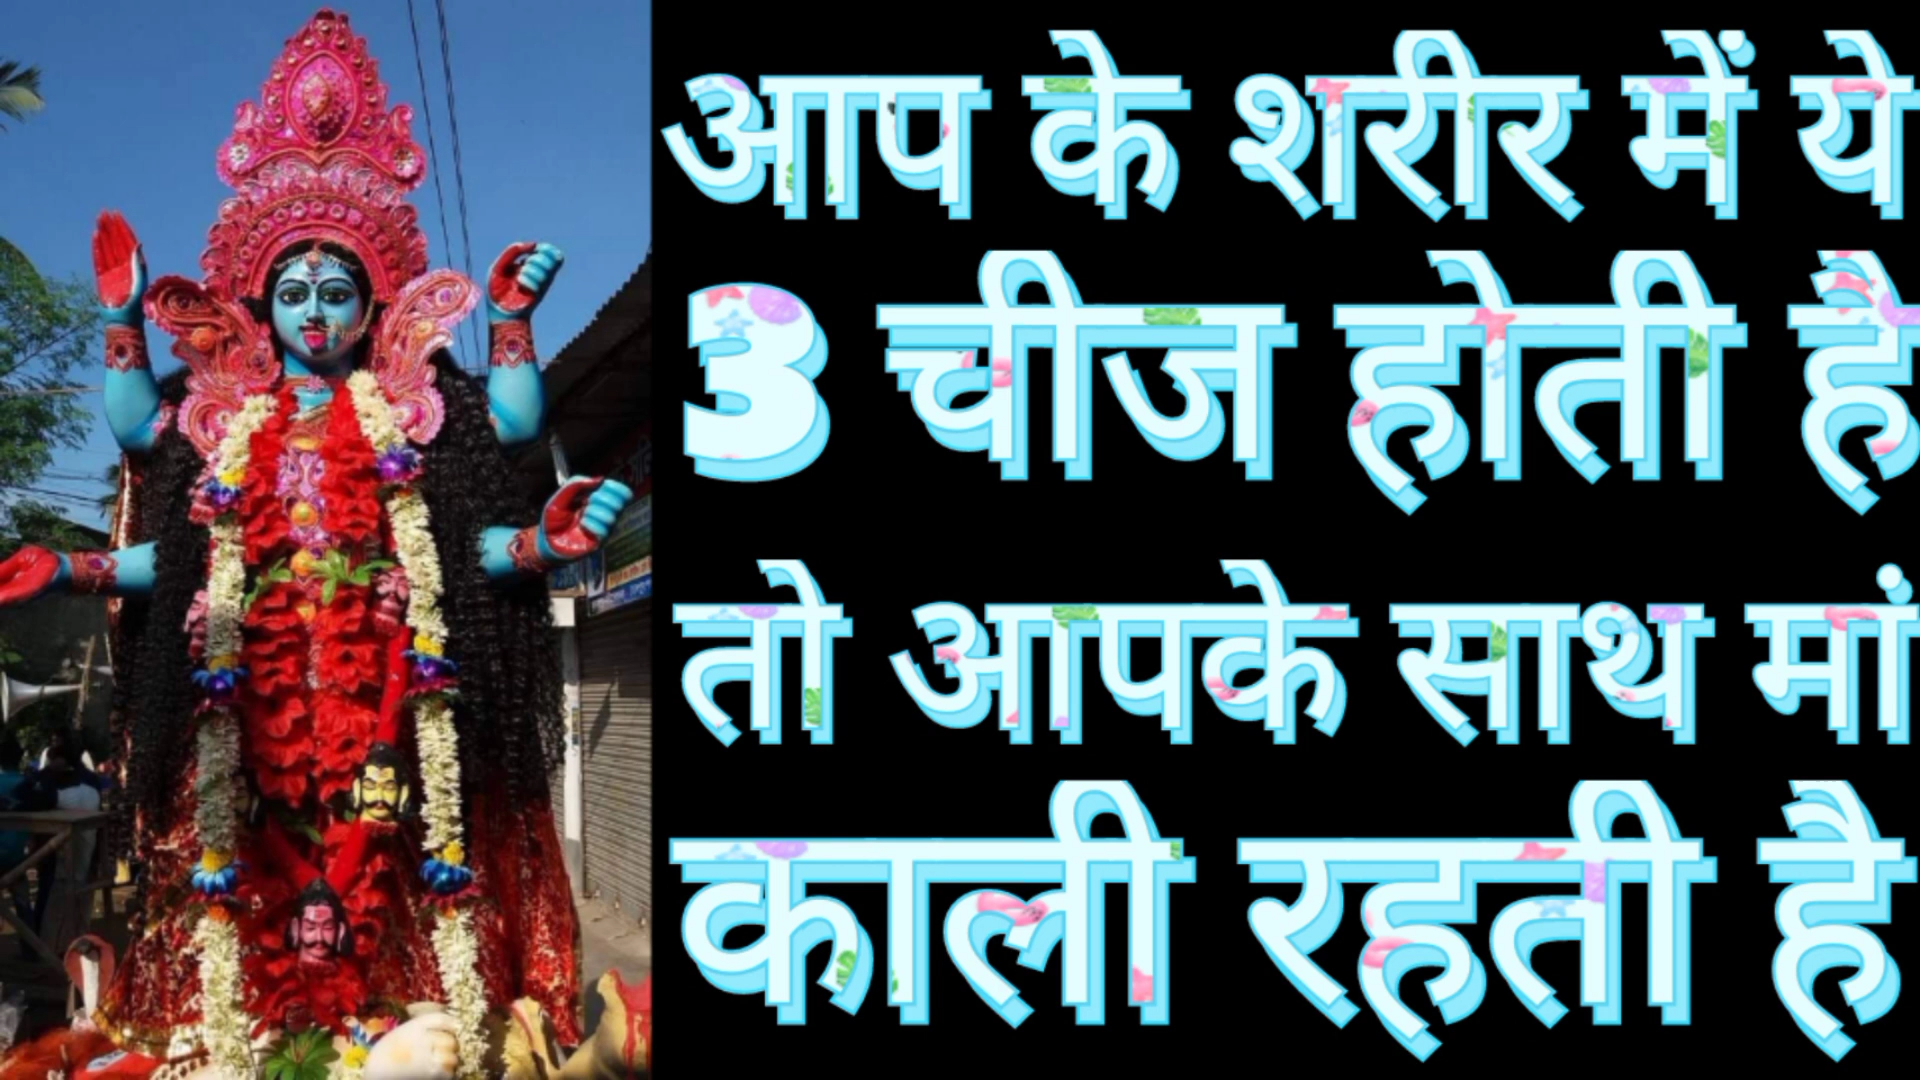 आप के शरीर में ये
3 चीज होती है
तो आपके साथ मां
काली रहती है